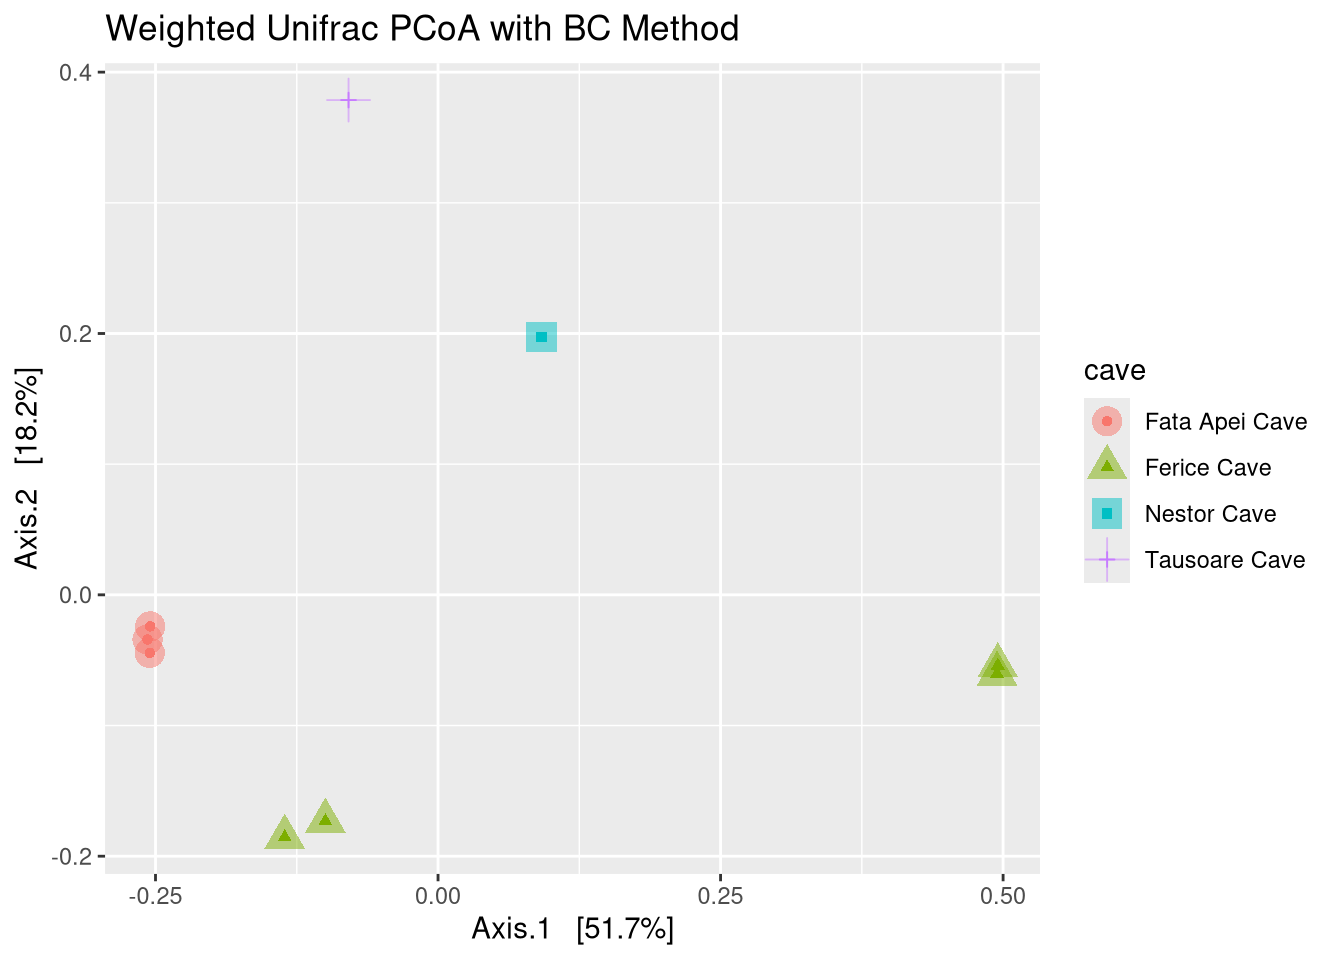 Weighted Unifrac PCoA with BC Method
0.4
0.2
0.0
-0.2
Axis.2 [18.2%]
-0.25
0.00
0.25
0.50
Axis.1 [51.7%]
cave
Fata Apei Cave
Ferice Cave
Nestor Cave
Tausoare Cave